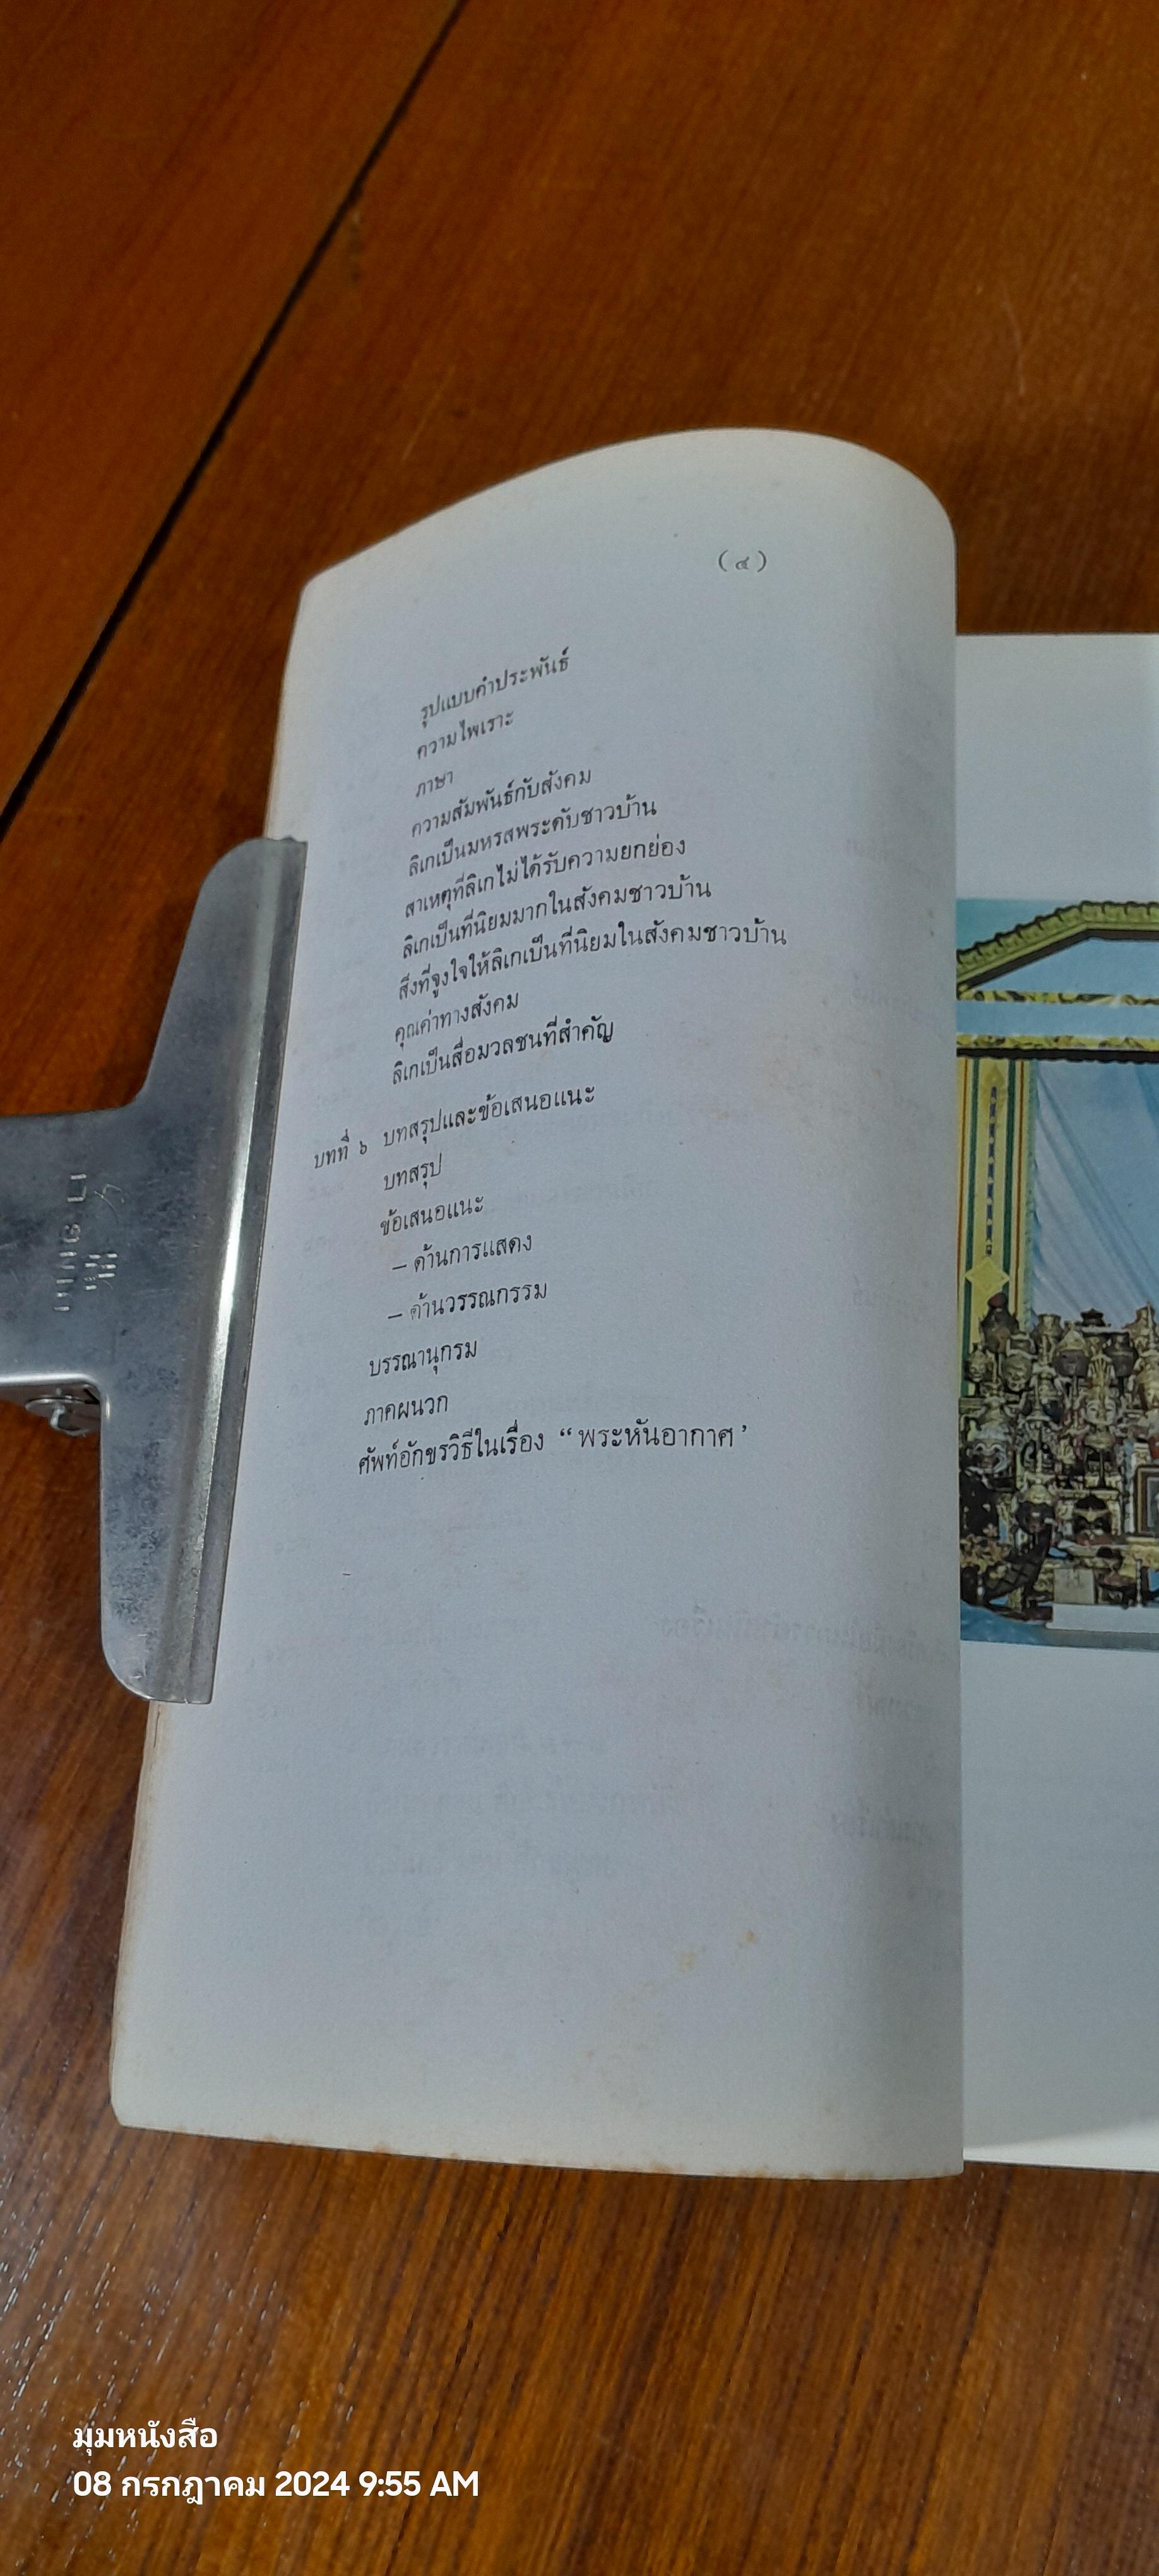 (๔)
รูปแบบคำประพันธ์
ความไพเราะ
ภาษา
ความสัมพันธ์กับสังคม
ลิเกเป็นมหรสพระดับชาวบ้าน
สาเหตุที่ลิเกไม่ได้รับความยกย่อง
ลิเกเป็นที่นิยมมากในสังคมชาวบ้าน
สิ่งที่จูงใจให้ลิเกเป็นที่นิยมในสังคมชาวบ้าน
คุณค่าทางสังคม
ลิเกเป็นสื่อมวลชนที่สำคัญ
บทที่ ๖ บทสรุปและข้อเสนอแนะ
บทสรุป
ข้อเสนอแนะ
– ด้านการแสดง
– ด้านวรรณกรรม
บรรณานุกรม
ภาคผนวก
ศัพท์อักขรวิธีในเรื่อง “พระหันอากาศ’
มุมหนังสือ
08 กรกฎาคม 2024 9:55 AM